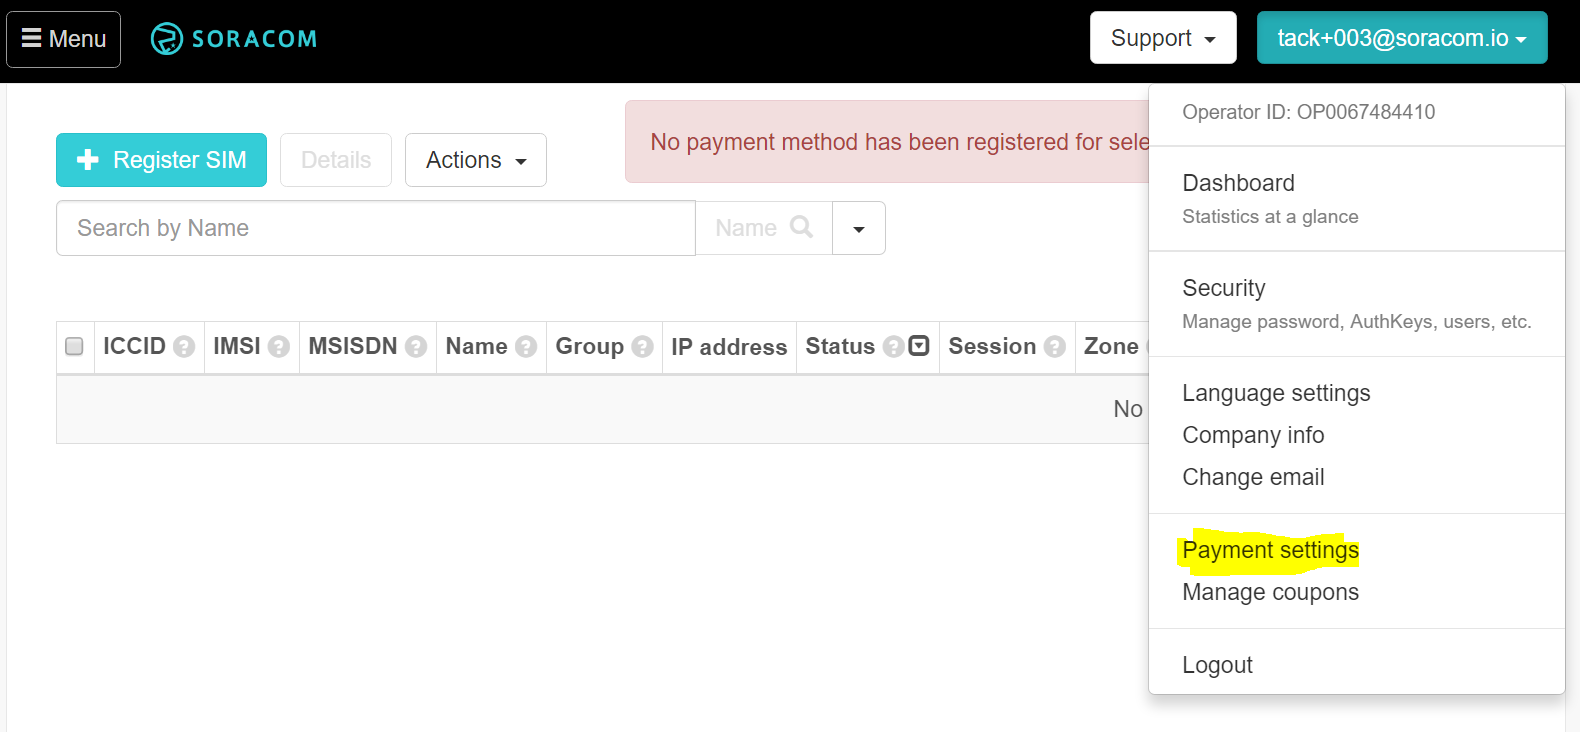 Menu
SORACOM
Support
tack+003@soracom.io
Operator ID: OP0067484410
No payment method has been registered for sele
Register SIM
Details
Actions
Dashboard
Statistics at a glance
Search by Name
Name
Security
Manage password, AuthKeys, users, etc.
ICCID ? IMSI ? MSISDN ? Name ? Group ? IP address Status ? Session ? Zone
Language settings
No
Company info
Change email
Payment settings
Manage coupons
Logout